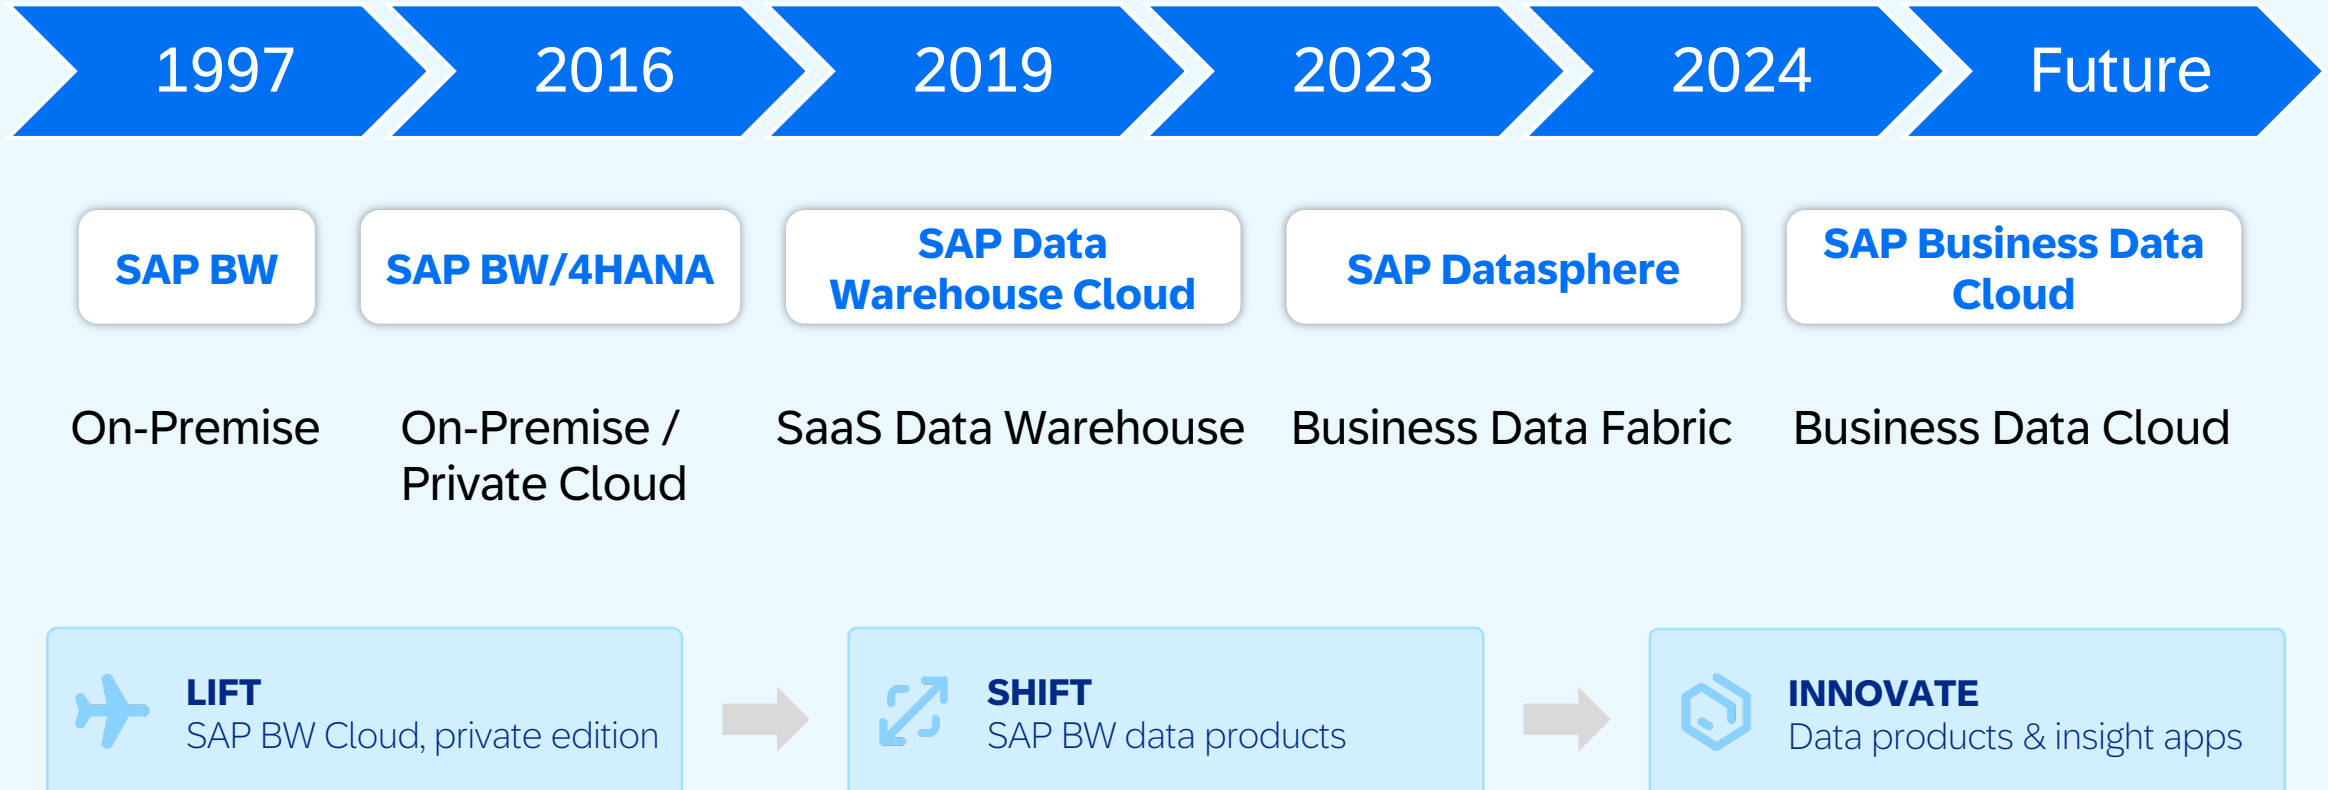 1997
2016
2019
2023
2024
Future
SAP BW
SAP BW/4HANA
SAP Data
Warehouse Cloud
SAP Datasphere
SAP Business Data
Cloud
On-Premise
On-Premise /
Private Cloud
SaaS Data Warehouse
Business Data Fabric
Business Data Cloud
LIFT
SAP BW Cloud, private edition
SHIFT
SAP BW data products
INNOVATE
Data products & insight apps